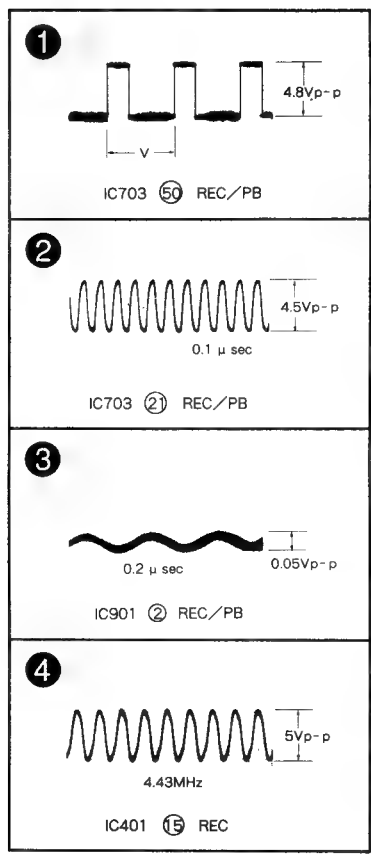 1
4.8Vp-p
V
IC703 50 REC/PB
2
4.5Vp-p
0.1 μ sec
IC703 21 REC/PB
3
0.2 μ sec
0.05Vp-p
IC901 2 REC/PB
4
5Vp-p
4.43MHz
IC401 15 REC